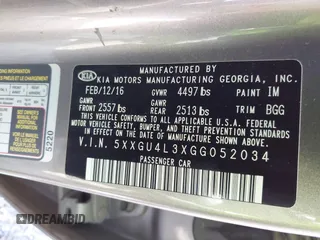 MANUFACTURED BY
KIA KIA MOTORS MANUFACTURING GEORGIA, INC.
FEB/12/16 GVWR 4497 lbs PAINT IM
GAWR GAWR
FRONT 2557 lbs REAR 2513 lbs TRIM BGG
THIS VEHICLE CONFORMS TO ALL APPLICABLE
U.S. FEDERAL MOTOR VEHICLE SAFETY, BUMPER,
AND THEFT PREVENTION STANDARDS IN EFFECT
ON THE DATE OF MANUFACTURE SHOWN ABOVE.
V.I.N. 5XXGU4L3XGG052034
PASSENGER CAR
5220
DREAMBID